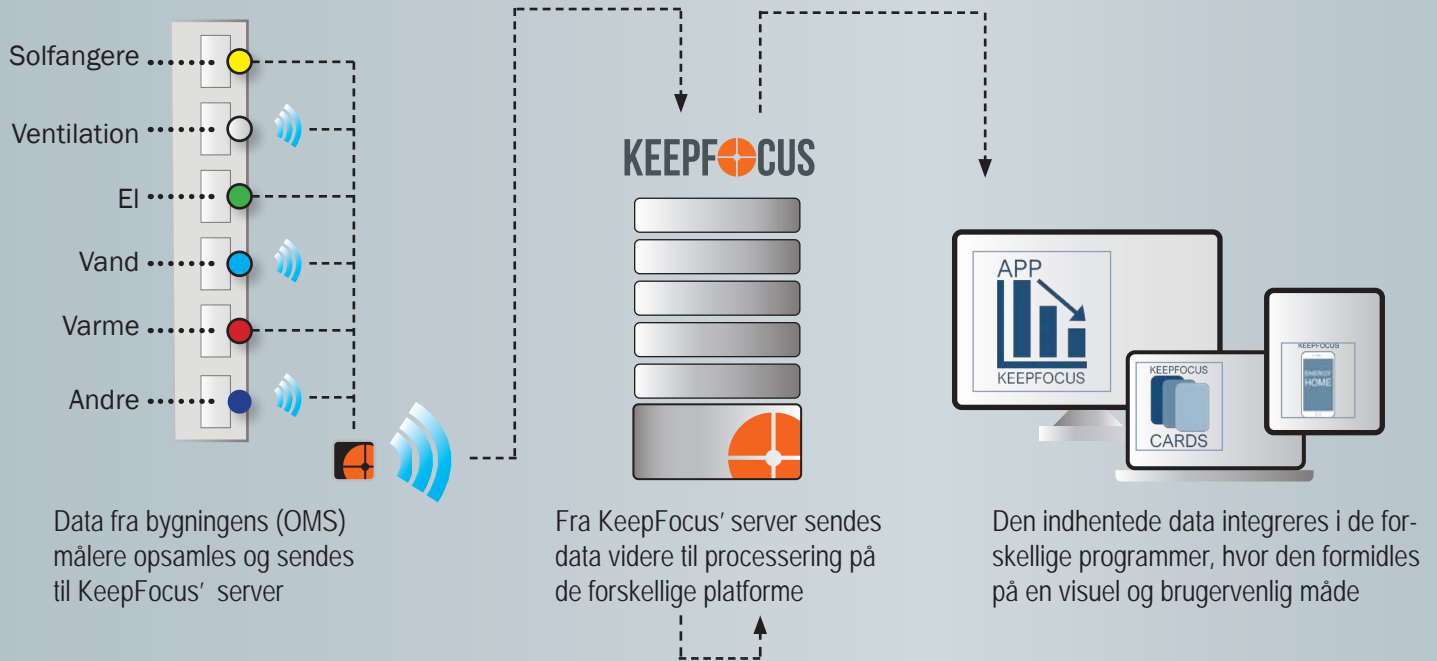 Solfangere
Ventilation
El
Vand
Varme
Andre
Data fra bygningens (OMS)
målere opsamles og sendes
til KeepFocus' server
KEEPFOCUS
Fra KeepFocus' server sendes
data videre til processering på
de forskellige platforme
APP
KEEPFOCUS
KEEPFOCUS
CARDS
KEEPFOCUS
ENERGY
HOME
Den indhentede data integreres i de for-
skellige programmer, hvor den formidles
på en visuel og brugervenlig måde